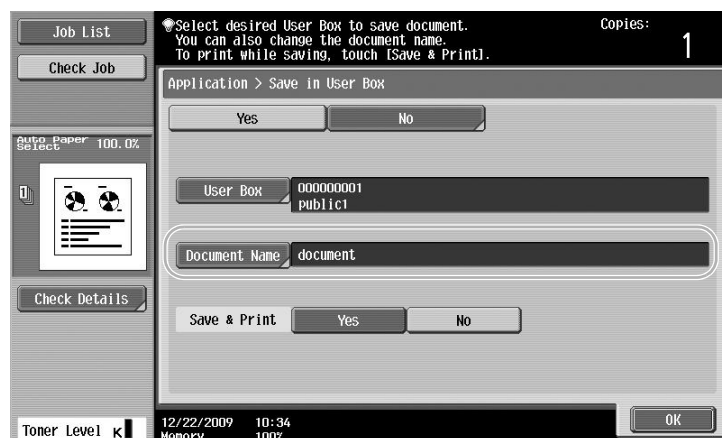 Job List
Check Job
Select desired User Box to save document.
You can also change the document name.
To print while saving, touch [Save & Print].
Copies:
1
Application > Save in User Box
Yes
No
Auto Paper
Select
100.0%
1
User Box
000000001
public1
Document Name
document
Check Details
Save & Print
Yes
No
Toner Level K
12/22/2009 10:34
Memory 100%
OK